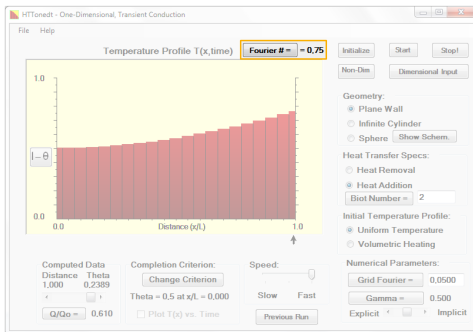 HTTonedt - One-Dimensional, Transient Conduction
File Help
Temperature Profile T(x,time) Fourier # = = 0,75
Initialize Start Stop!
Non-Dim Dimensional Input
1.0
1 - θ
0.0
0.0 Distance (x/L) 1.0
Geometry:
Plane Wall
Infinite Cylinder
Sphere Show Schem.
Heat Transfer Specs:
Heat Removal
Heat Addition
Biot Number = 2
Initial Temperature Profile:
Uniform Temperature
Volumetric Heating
Computed Data
Distance Theta
1,000 0,2389
Q/Qo = 0,610
Completion Criterion:
Change Criterion
Theta = 0,5 at x/L = 0,000
Plot T(x) vs. Time
Speed:
Slow Fast
Previous Run
Numerical Parameters:
Grid Fourier = 0,0500
Gamma = 0.500
Explicit Implicit